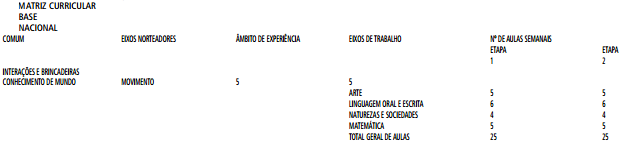 MATRIZ CURRICULAR
BASE
NACIONAL
COMUM EIXOS NORTEADORES ÂMBITO DE EXPERIÊNCIA EIXOS DE TRABALHO Nº DE AULAS SEMANAIS
ETAPA ETAPA
1 2
INTERAÇÕES E BRINCADEIRAS
CONHECIMENTO DE MUNDO MOVIMENTO 5 5
ARTE 5 5
LINGUAGEM ORAL E ESCRITA 6 6
NATUREZAS E SOCIEDADES 4 4
MATEMÁTICA 5 5
TOTAL GERAL DE AULAS 25 25